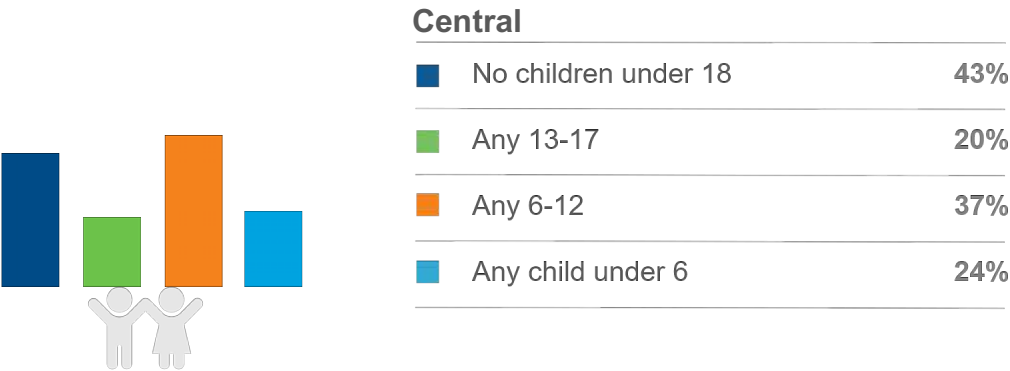 Central
No children under 18 43%
Any 13-17 20%
Any 6-12 37%
Any child under 6 24%